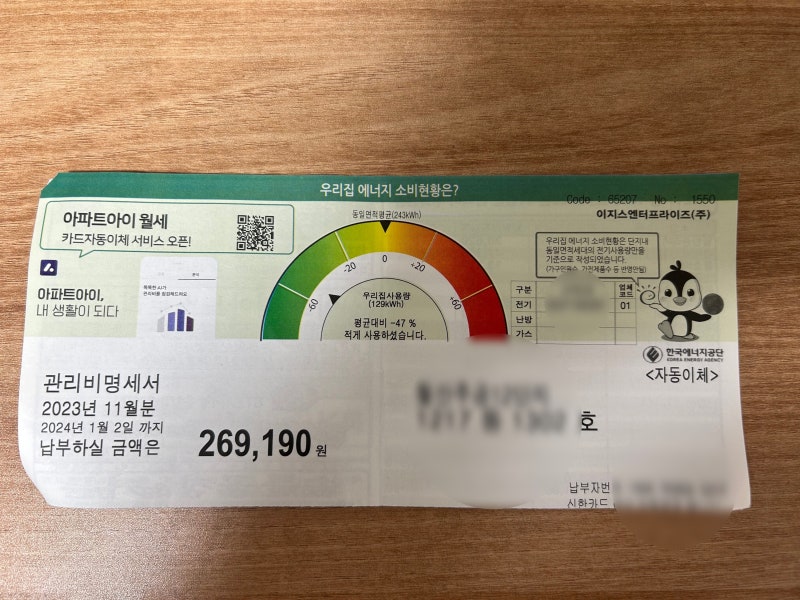 우리집 에너지 소비현황은?
Code : 65207 No : 1550
이지스엔터프라이즈(주)
아파트아이 월세
카드자동이체 서비스 오픈!
아파트아이,
내 생활이 되다
동일면적평균(243kWh)
-60
-20
0
+20
+60
우리집사용량
(129kWh)
평균대비 -47 %
적게 사용하셨습니다.
우리집 에너지 소비현황은 단지내
동일면적세대의 전기사용량만을
기준으로 작성되었습니다.
(가구인원수, 가전제품수 등 반영안됨)
구분
업체
코드
전기
01
난방
가스
한국에너지공단
KOREA ENERGY AGENCY
<자동이체>
관리비명세서
2023년 11월분
2024년 1월 2일 까지
납부하실 금액은
269,190 원
호
납부자번
신한카드